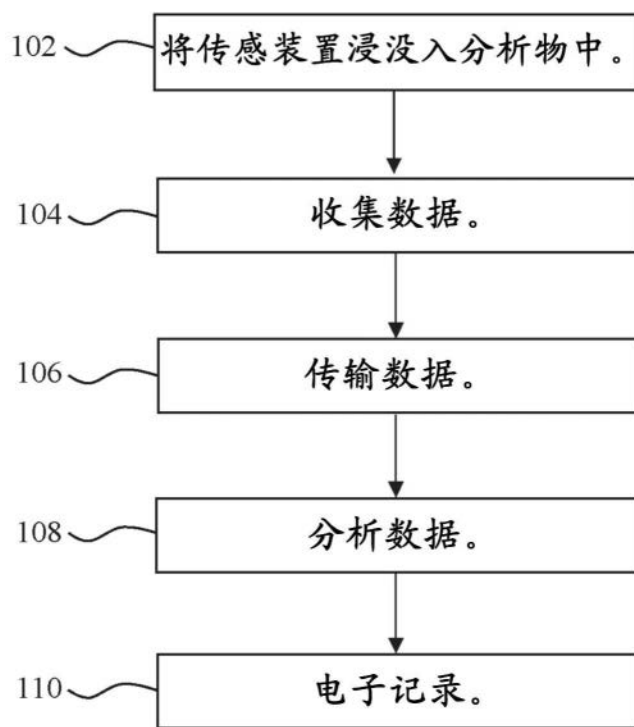 102 将传感装置浸没入分析物中。
104 收集数据。
106 传输数据。
108 分析数据。
110 电子记录。